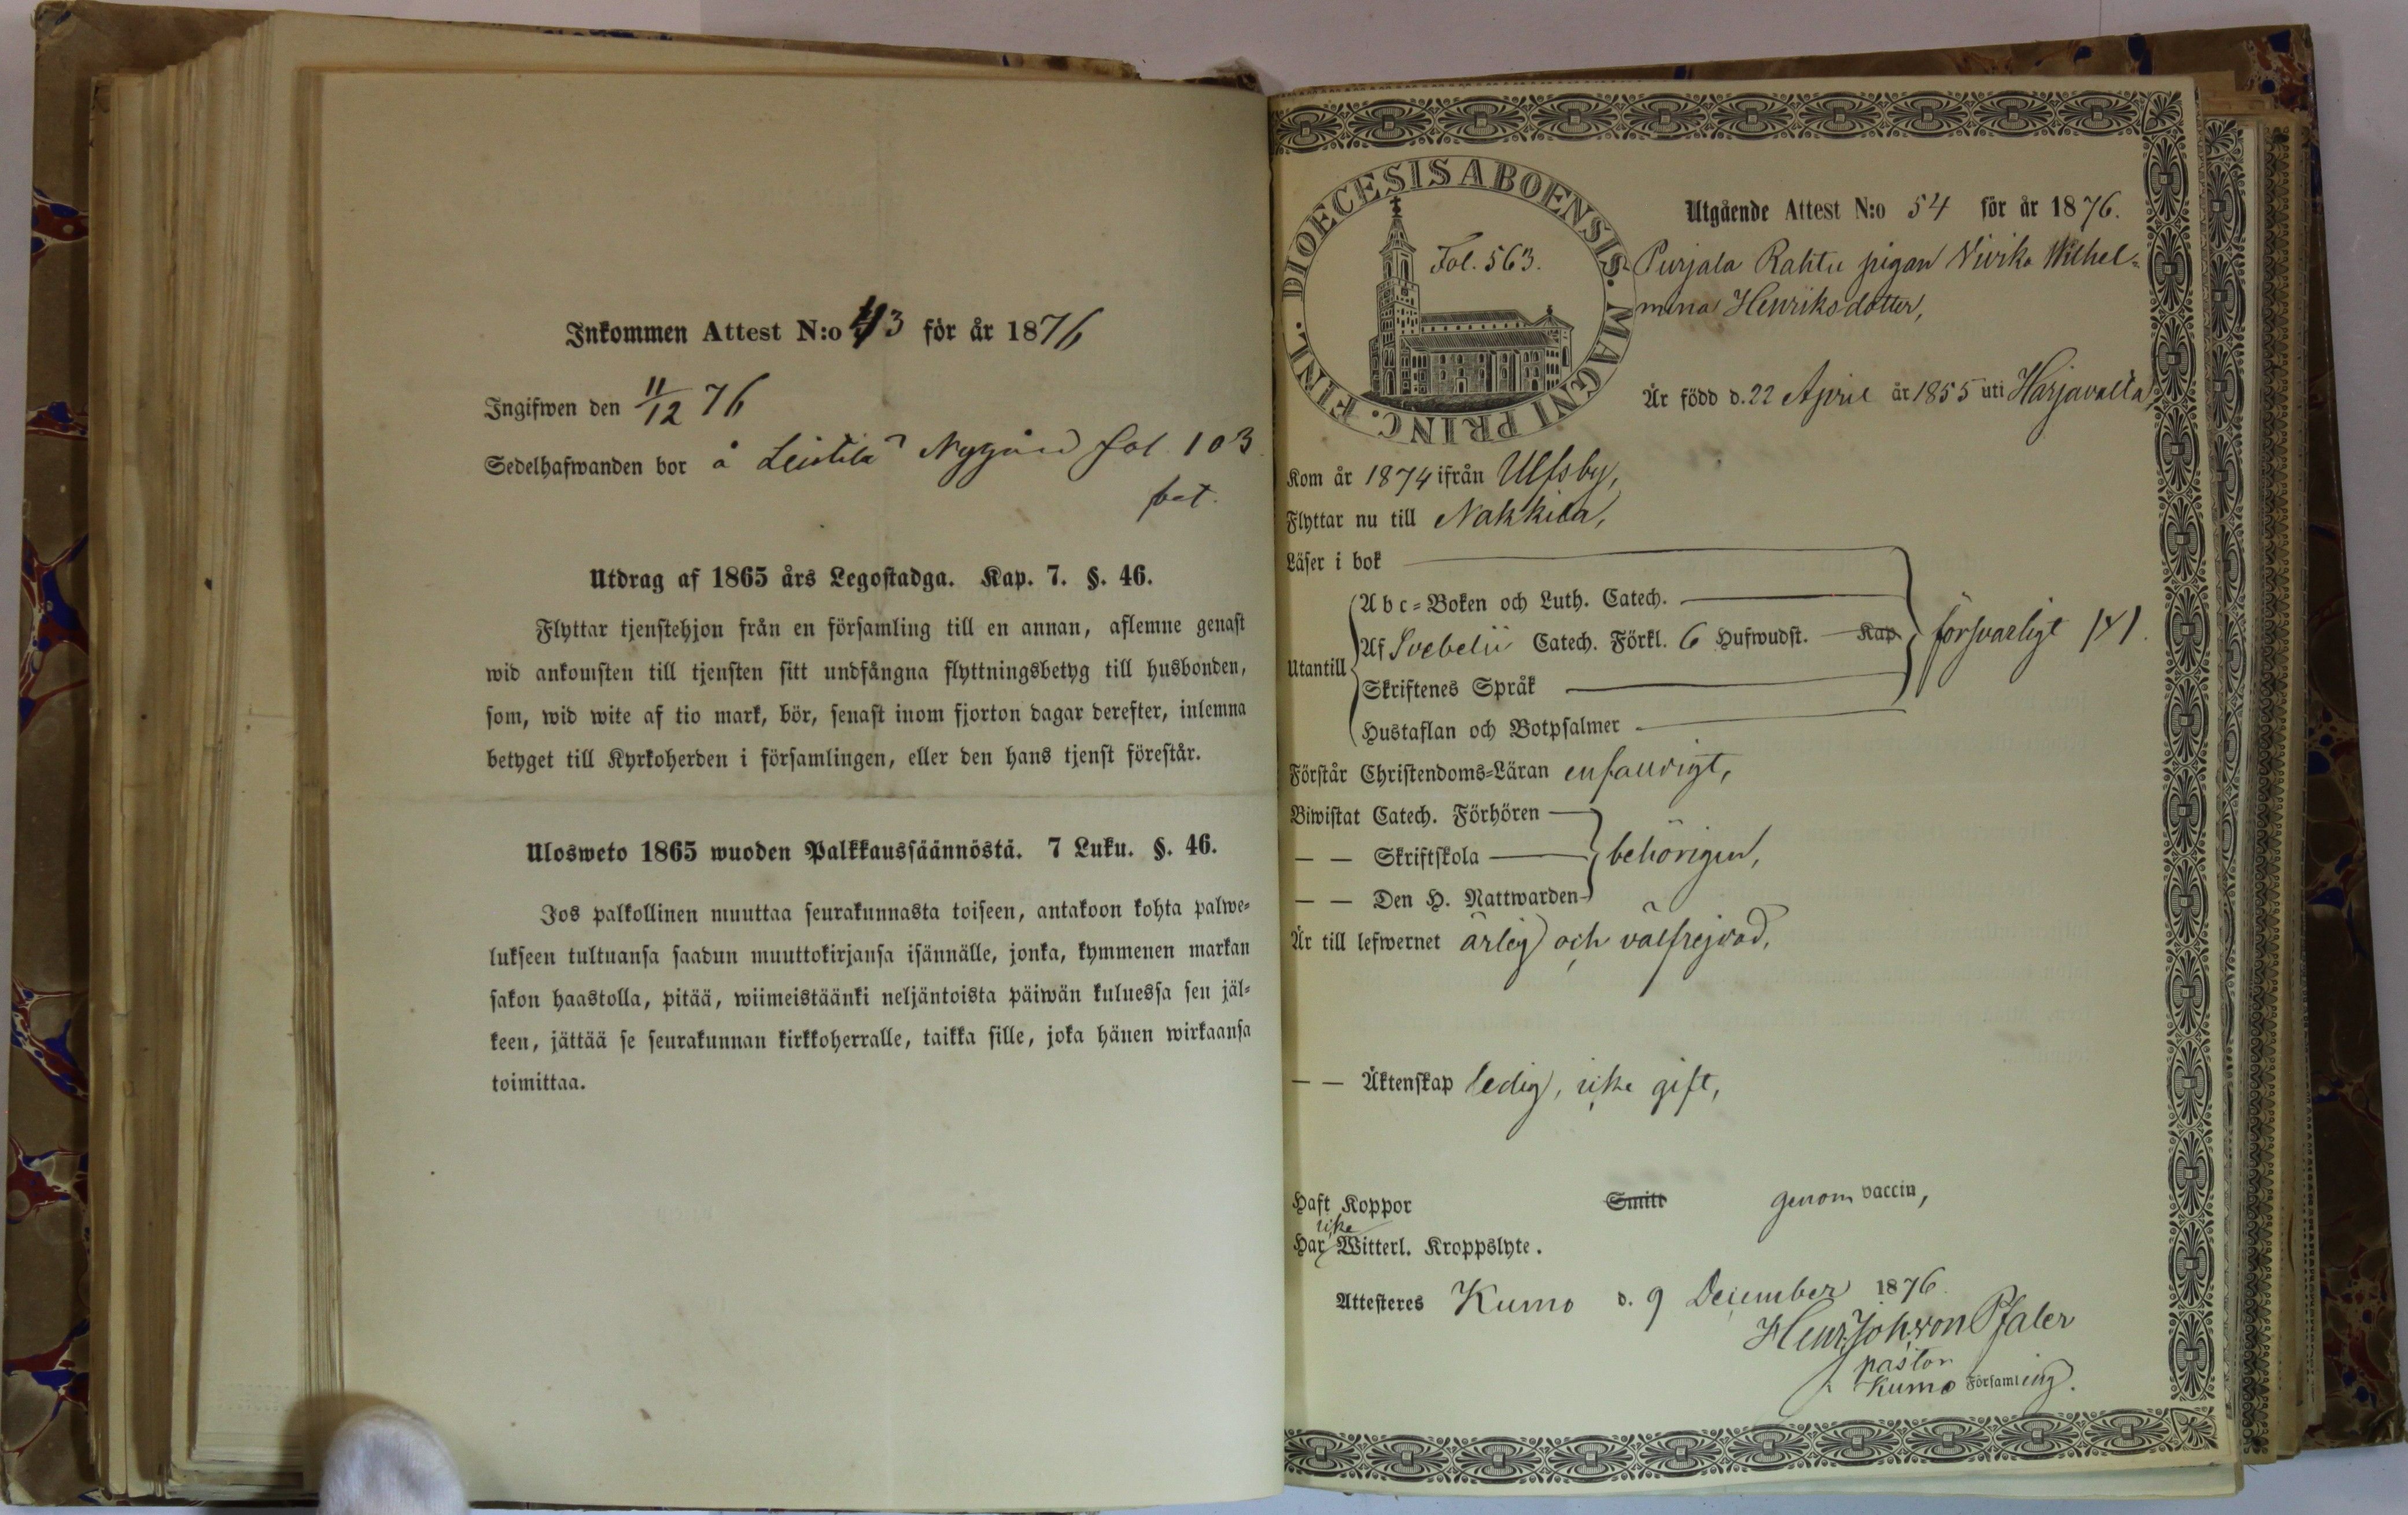 Inkommen Attest N:o 43 för år 1876
Ingifwen den 11/12 76
Sedelhafwanden bor å Leistilä Nygård fol. 103
bet.
Utdrag af 1865 års Legostadga. Kap. 7. §. 46.
Flyttar tjenstehjon från en församling till en annan, aflemne genast
wid ankomsten till tjensten sitt undfångna flyttningsbetyg till husbonden,
som, wid wite af tio mark, bör, senast inom fjorton dagar derefter, inlemna
betyget till Kyrkoherden i församlingen, eller den hans tjenst förestår.
Ulosweto 1865 wuoden Palkkaussäännöstä. 7 Luku. §. 46.
Jos palkollinen muuttaa seurakunnasta toiseen, antakoon kohta palwe-
lukseen tultuansa saadun muuttokirjansa isännälle, jonka, kymmenen markan
sakon haastolla, pitää, wiimeistäänki neljäntoista päiwän kuluessa sen jäl-
keen, jättää se seurakunnan kirkkoherralle, taikka sille, joka hänen wirkaansa
toimittaa.
DIOECESIS ABOENSIS. MAGNI PRINC. FINL.
Fol. 563.
Utgående Attest N:o 54 för år 1876.
Purjala Rahtu pigan Viirika Wilhel-
mina Henriksdotter,
Är född d. 22 April år 1855 uti Harjavalta,
Kom år 1874 ifrån Ulfsby,
Flyttar nu till Nakkila,
Läser i bok
Utantill
Abc-Boken och Luth. Catech.
Af Svebelii Catech. Förkl. 6 Hufwudst. Kap
Skriftenes Språk
Hustaflan och Botpsalmer
försvarligt
Förstår Christendoms-Läran enfaldigt,
Biwistat Catech. Förhören
— — Skriftskola
— — Den H. Nattwarden
behörigen,
Är till lefwernet ärlig och välfrejdad,
— — Äktenskap ledig, icke gift,
Haft Koppor Smitt genom vaccin,
Har icke Witterl. Kroppslyte.
Attesteres Kumo d. 9 December 1876.
Henr. Joh. von Pfaler
pastor
i Kumo Församling.